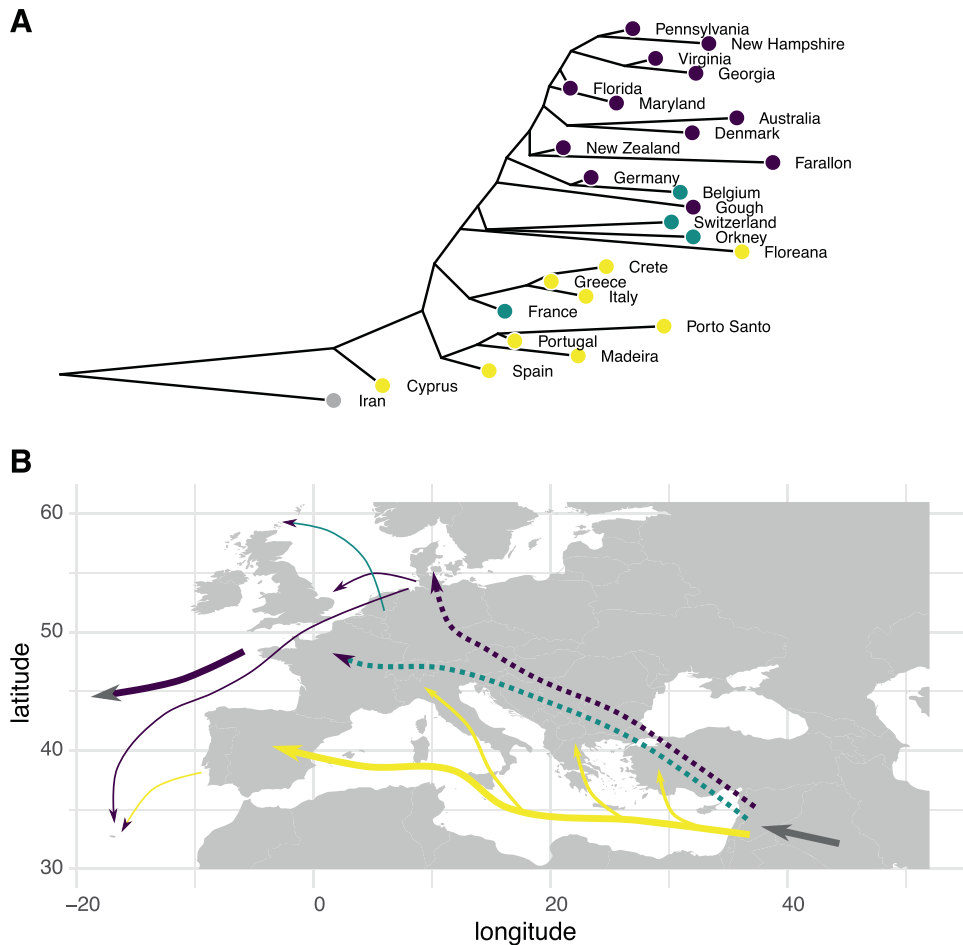 A
Pennsylvania
New Hampshire
Virginia
Georgia
Florida
Maryland
Australia
Denmark
New Zealand
Farallon
Germany
Belgium
Gough
Switzerland
Orkney
Floreana
Crete
Greece
Italy
France
Porto Santo
Portugal
Madeira
Spain
Cyprus
Iran
B
60
50
40
30
latitude
−20
0
20
40
longitude